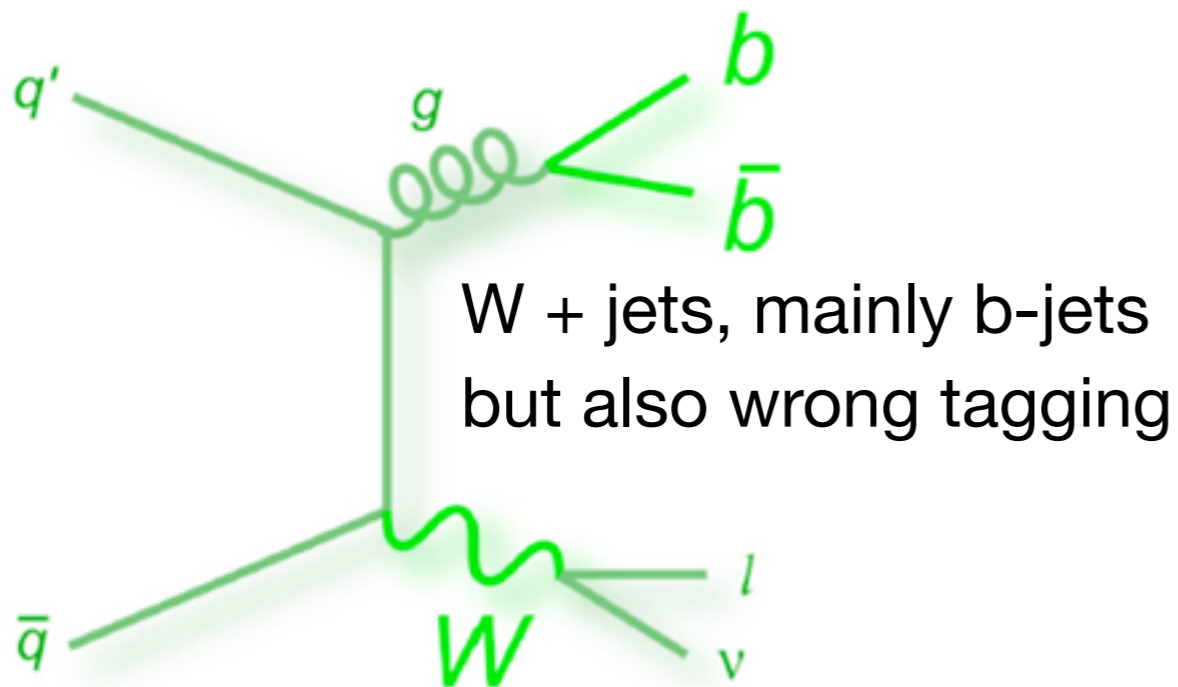 b
q'
g
b̄
W + jets, mainly b-jets
but also wrong tagging
l
q̄
W
ν